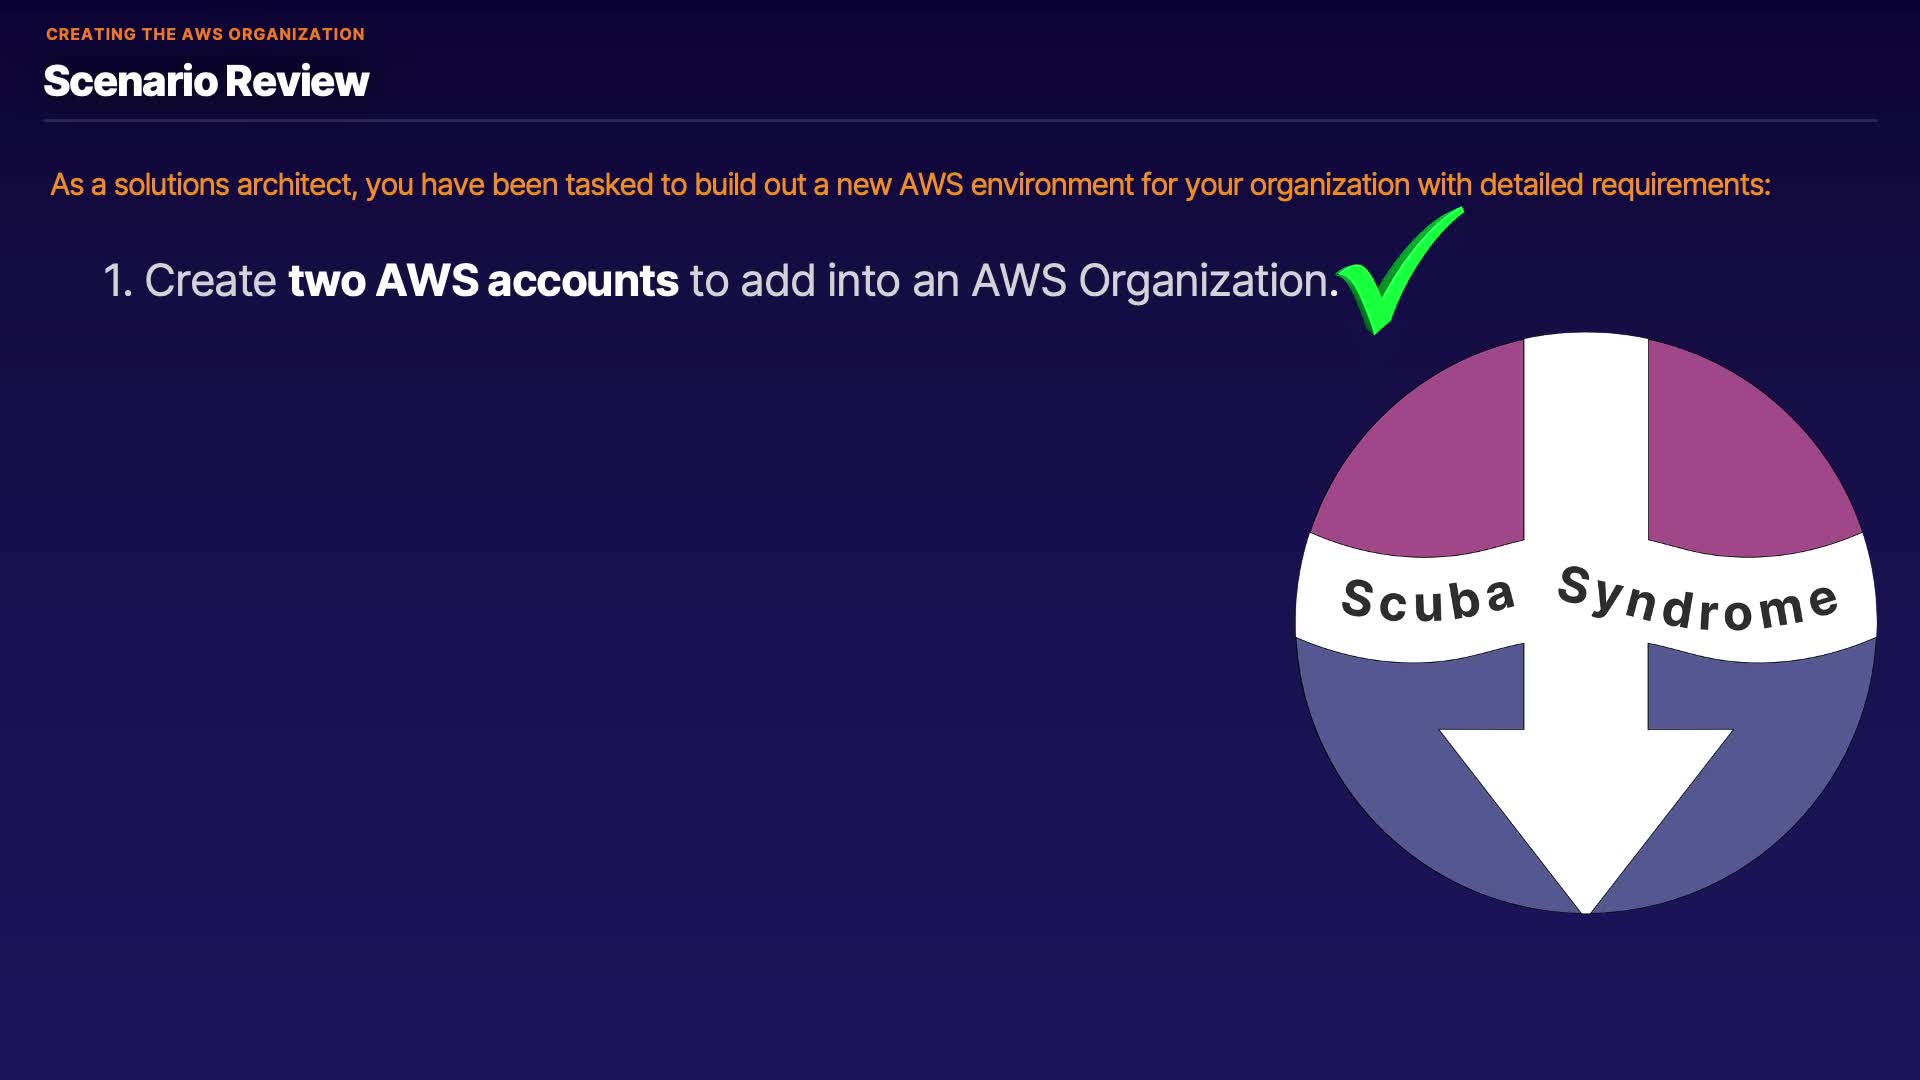 CREATING THE AWS ORGANIZATION
Scenario Review
As a solutions architect, you have been tasked to build out a new AWS environment for your organization with detailed requirements:
1. Create two AWS accounts to add into an AWS Organization.
Scuba Syndrome